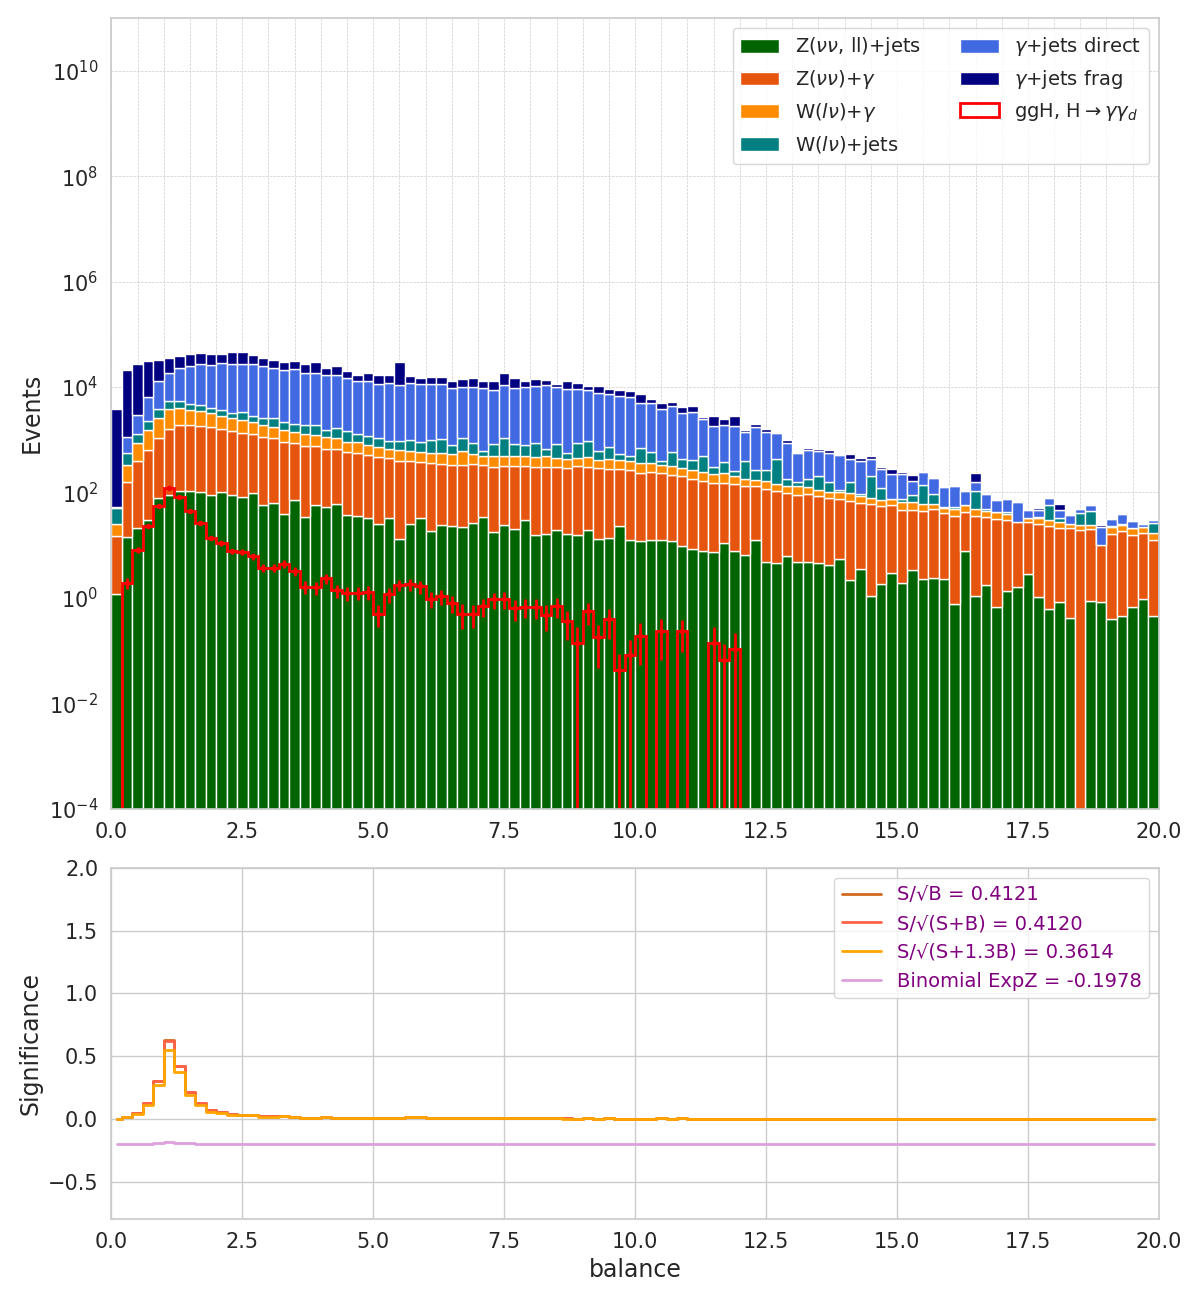 Z(νν, ll)+jets
Z(νν)+γ
W(lν)+γ
W(lν)+jets
γ+jets direct
γ+jets frag
ggH, H→γγ_d
Events
10^10
10^8
10^6
10^4
10^2
10^0
10^−2
10^−4
0.0 2.5 5.0 7.5 10.0 12.5 15.0 17.5 20.0
S/√B = 0.4121
S/√(S+B) = 0.4120
S/√(S+1.3B) = 0.3614
Binomial ExpZ = -0.1978
Significance
2.0
1.5
1.0
0.5
0.0
−0.5
0.0 2.5 5.0 7.5 10.0 12.5 15.0 17.5 20.0
balance